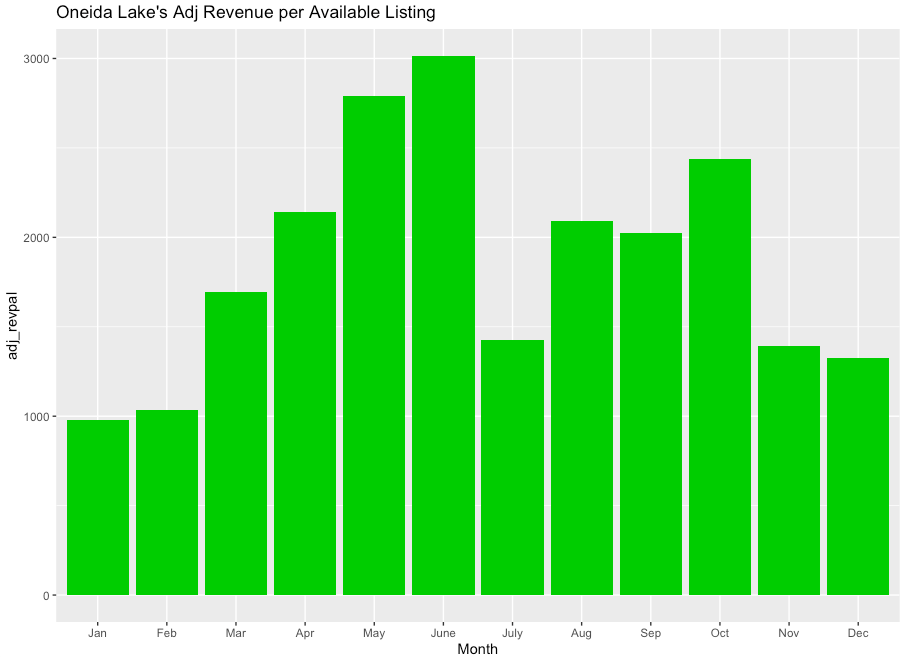 Oneida Lake's Adj Revenue per Available Listing
adj_revpal
3000
2000
1000
0
Jan Feb Mar Apr May June July Aug Sep Oct Nov Dec
Month